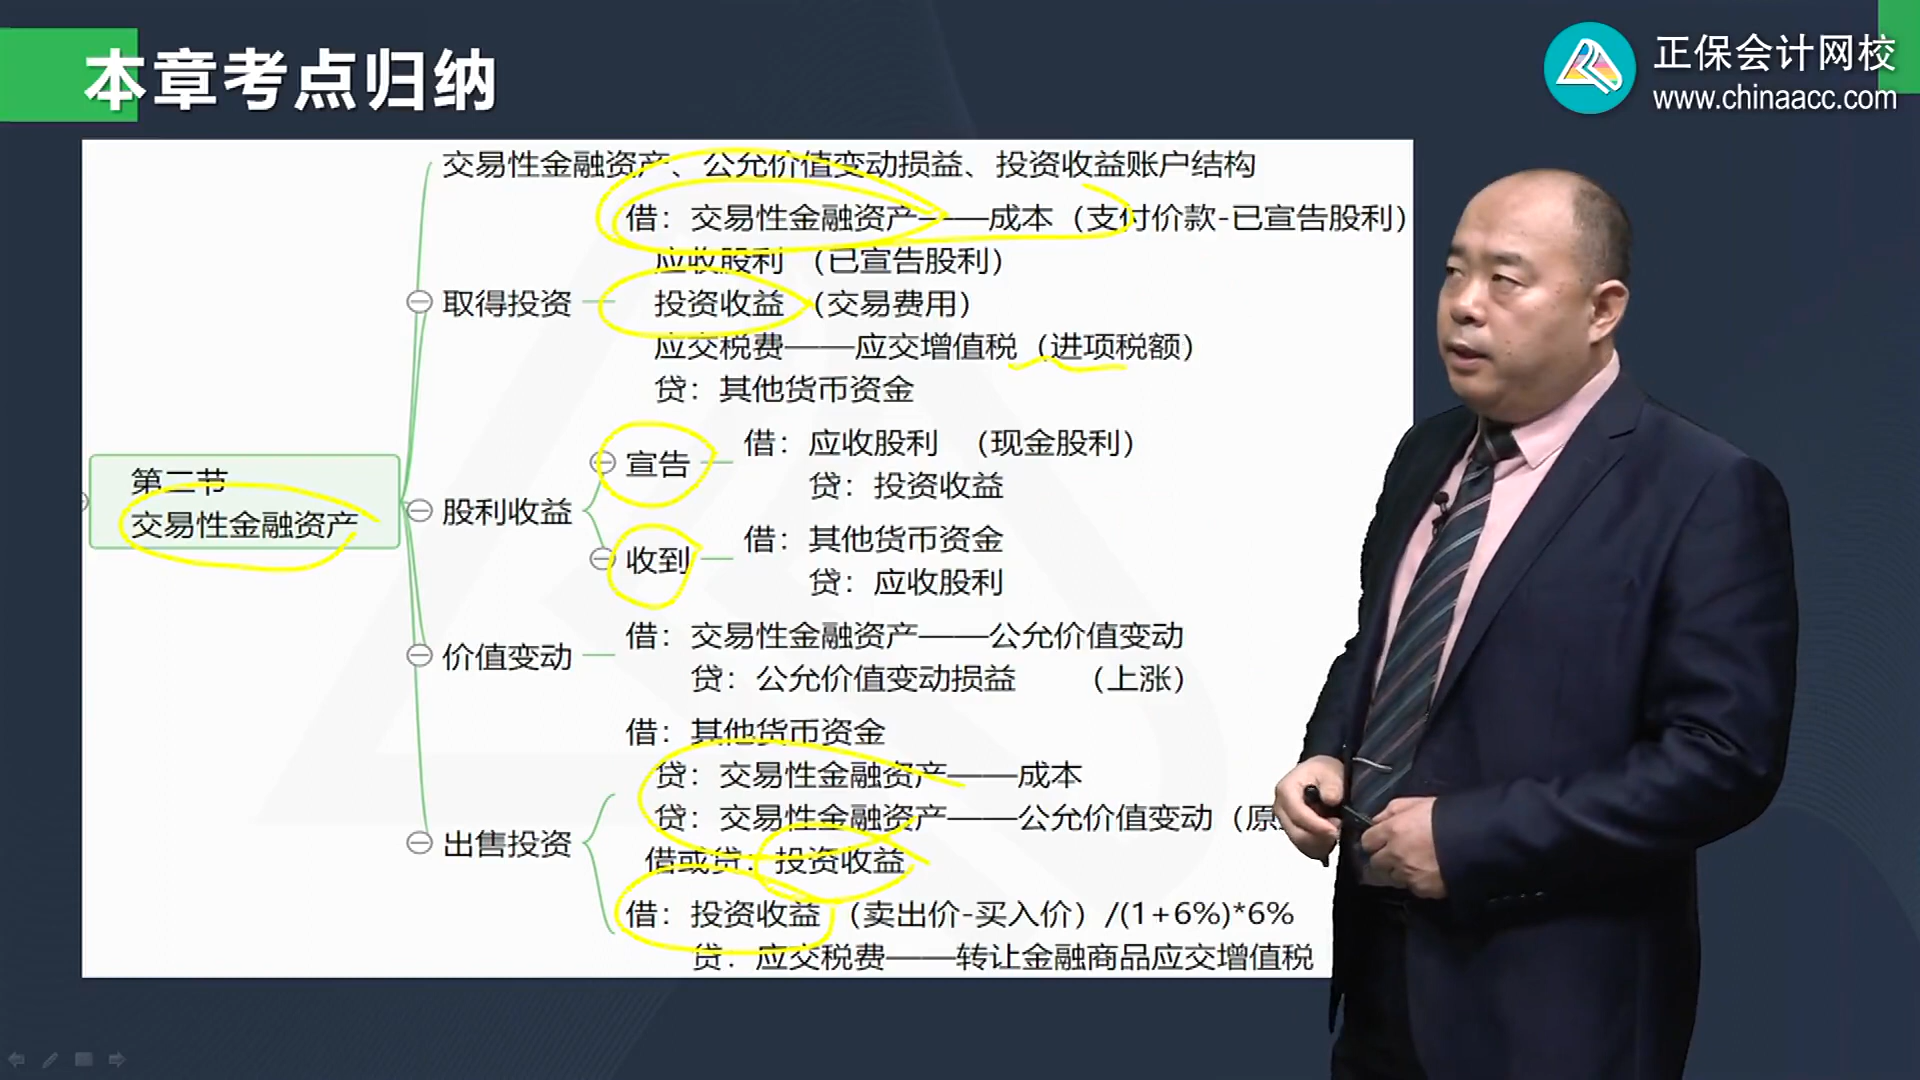 本章考点归纳
正保会计网校
www.chinaacc.com
交易性金融资产、公允价值变动损益、投资收益账户结构
借：交易性金融资产——成本（支付价款-已宣告股利）
应收股利 （已宣告股利）
取得投资
投资收益（交易费用）
应交税费——应交增值税（进项税额）
贷：其他货币资金
第二节
交易性金融资产
股利收益
宣告
借：应收股利 （现金股利）
贷：投资收益
收到
借：其他货币资金
贷：应收股利
价值变动
借：交易性金融资产——公允价值变动
贷：公允价值变动损益 （上涨）
出售投资
借：其他货币资金
贷：交易性金融资产——成本
贷：交易性金融资产——公允价值变动（原
借或贷：投资收益
借：投资收益（卖出价-买入价）/(1+6%)*6%
贷：应交税费——转让金融商品应交增值税